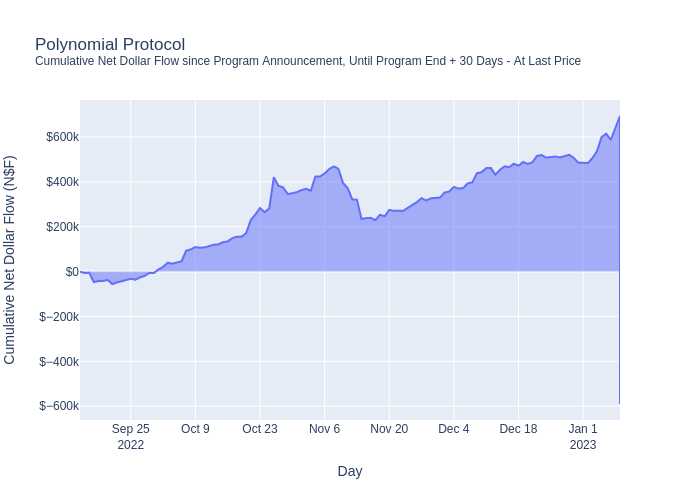 Polynomial Protocol
Cumulative Net Dollar Flow since Program Announcement, Until Program End + 30 Days - At Last Price
Cumulative Net Dollar Flow (N$F)
$600k
$400k
$200k
$0
$−200k
$−400k
$−600k
Sep 25 Oct 9 Oct 23 Nov 6 Nov 20 Dec 4 Dec 18 Jan 1
2022 2023
Day